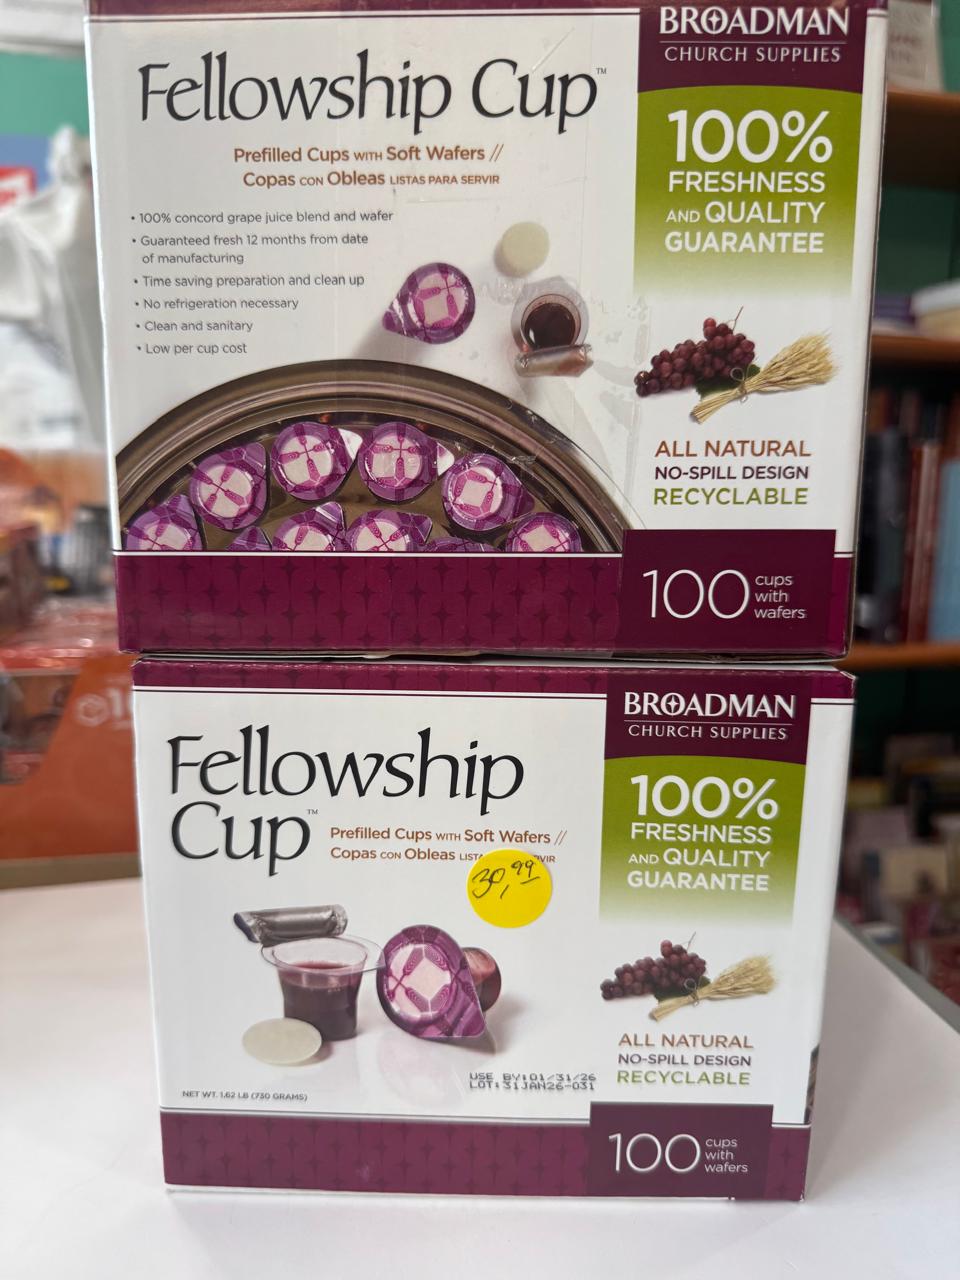 BROADMAN
CHURCH SUPPLIES
Fellowship Cup™
Prefilled Cups WITH Soft Wafers //
Copas CON Obleas LISTAS PARA SERVIR
• 100% concord grape juice blend and wafer
• Guaranteed fresh 12 months from date
of manufacturing
• Time saving preparation and clean up
• No refrigeration necessary
• Clean and sanitary
• Low per cup cost
100%
FRESHNESS
AND QUALITY
GUARANTEE
ALL NATURAL
NO-SPILL DESIGN
RECYCLABLE
100 cups
with
wafers
BROADMAN
CHURCH SUPPLIES
Fellowship
Cup™
Prefilled Cups WITH Soft Wafers //
Copas CON Obleas
30,99
100%
FRESHNESS
AND QUALITY
GUARANTEE
ALL NATURAL
NO-SPILL DESIGN
RECYCLABLE
USE BY:01/31/26
LOT:31JAN26-031
NET WT. 1.62 LB (730 GRAMS)
100 cups
with
wafers